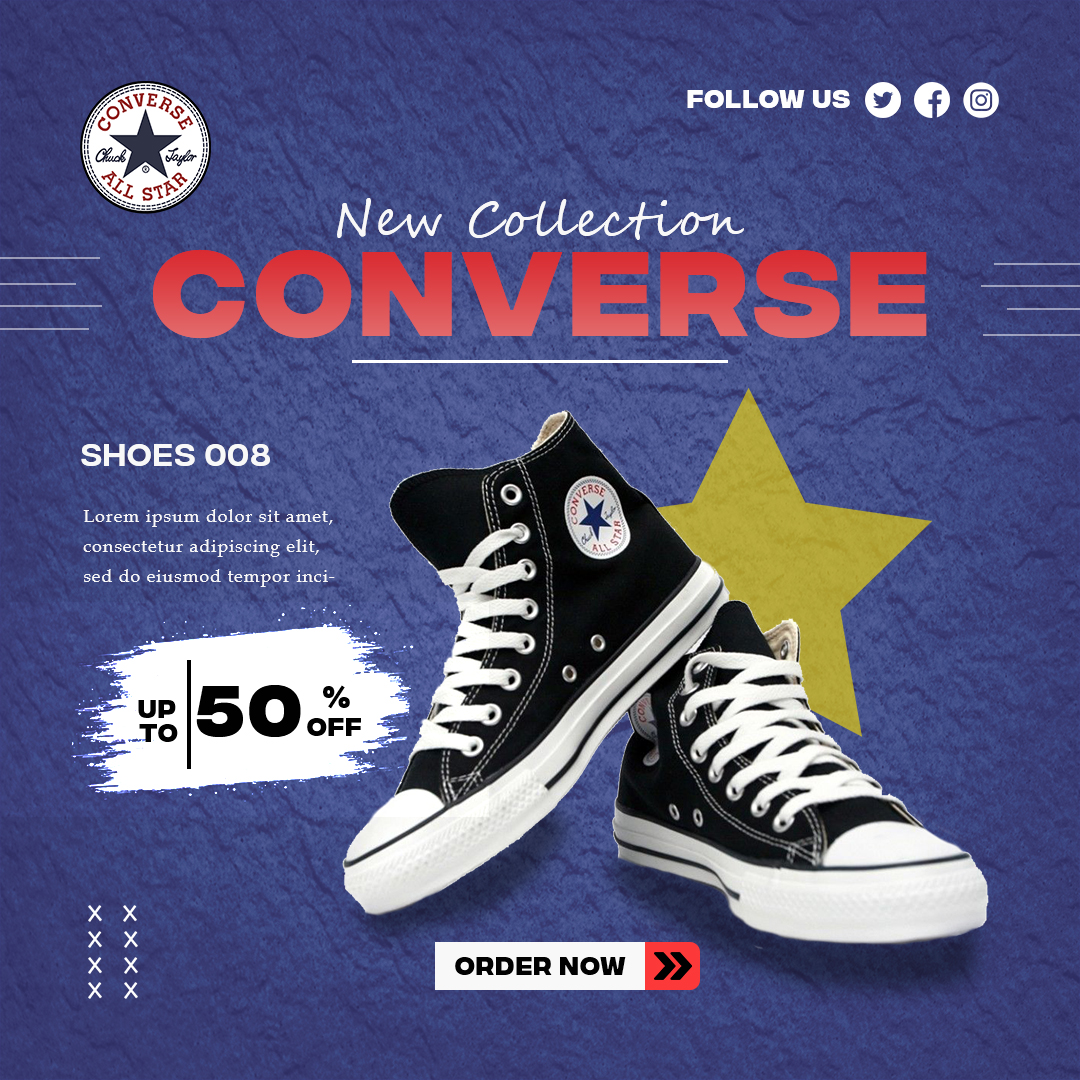 CONVERSE
Chuck Taylor
ALL STAR
FOLLOW US
New Collection
CONVERSE
SHOES 008
Lorem ipsum dolor sit amet,
consectetur adipiscing elit,
sed do eiusmod tempor inci-
UP TO 50 % OFF
CONVERSE
ALL STAR
ORDER NOW
X X
X X
X X
X X